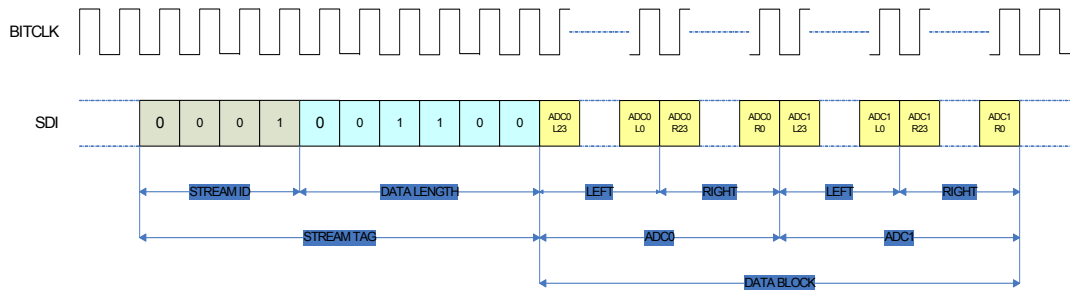 BITCLK
SDI
0 0 0 1 0 0 1 1 0 0
ADC0
L23
ADC0
L0
ADC0
R23
ADC0
R0
ADC1
L23
ADC1
L0
ADC1
R23
ADC1
R0
STREAM ID DATA LENGTH LEFT RIGHT LEFT RIGHT
STREAM TAG ADC0 ADC1
DATA BLOCK